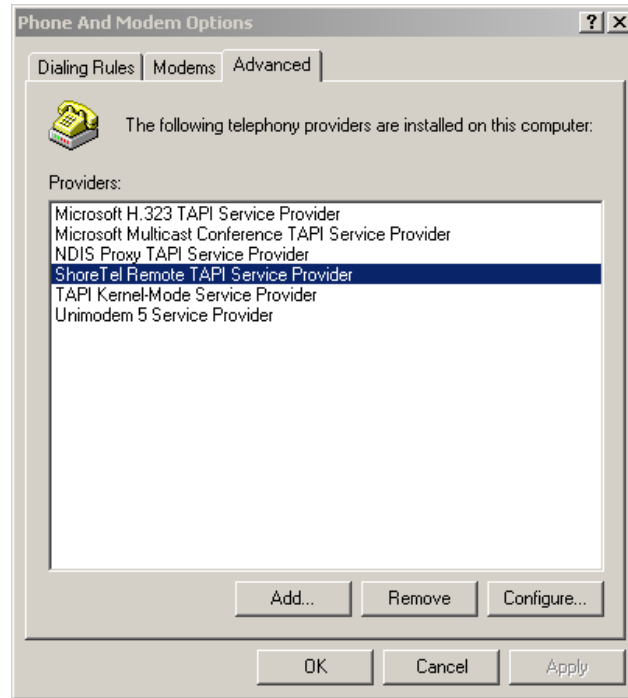 Phone And Modem Options
Dialing Rules Modems Advanced
The following telephony providers are installed on this computer:
Providers:
Microsoft H.323 TAPI Service Provider
Microsoft Multicast Conference TAPI Service Provider
NDIS Proxy TAPI Service Provider
ShoreTel Remote TAPI Service Provider
TAPI Kernel-Mode Service Provider
Unimodem 5 Service Provider
Add... Remove Configure...
OK Cancel Apply